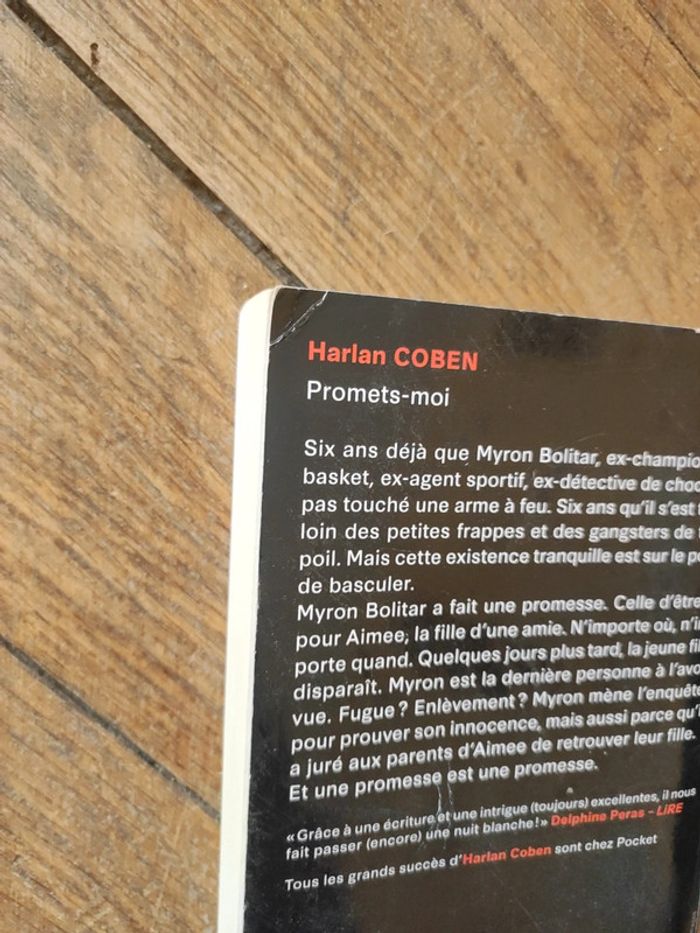 Harlan COBEN
Promets-moi
Six ans déjà que Myron Bolitar, ex-champio
basket, ex-agent sportif, ex-détective de choc
pas touché une arme à feu. Six ans qu'il s'est
loin des petites frappes et des gangsters de
poil. Mais cette existence tranquille est sur le po
de basculer.
Myron Bolitar a fait une promesse. Celle d'être
pour Aimee, la fille d'une amie. N'importe où, n'i
porte quand. Quelques jours plus tard, la jeune fil
disparaît. Myron est la dernière personne à l'avo
vue. Fugue ? Enlèvement ? Myron mène l'enquêt
pour prouver son innocence, mais aussi parce qu'i
a juré aux parents d'Aimee de retrouver leur fille.
Et une promesse est une promesse.
« Grâce à une écriture et une intrigue (toujours) excellentes, il nous
fait passer (encore) une nuit blanche ! » Delphine Peras – LIRE
Tous les grands succès d'Harlan Coben sont chez Pocket